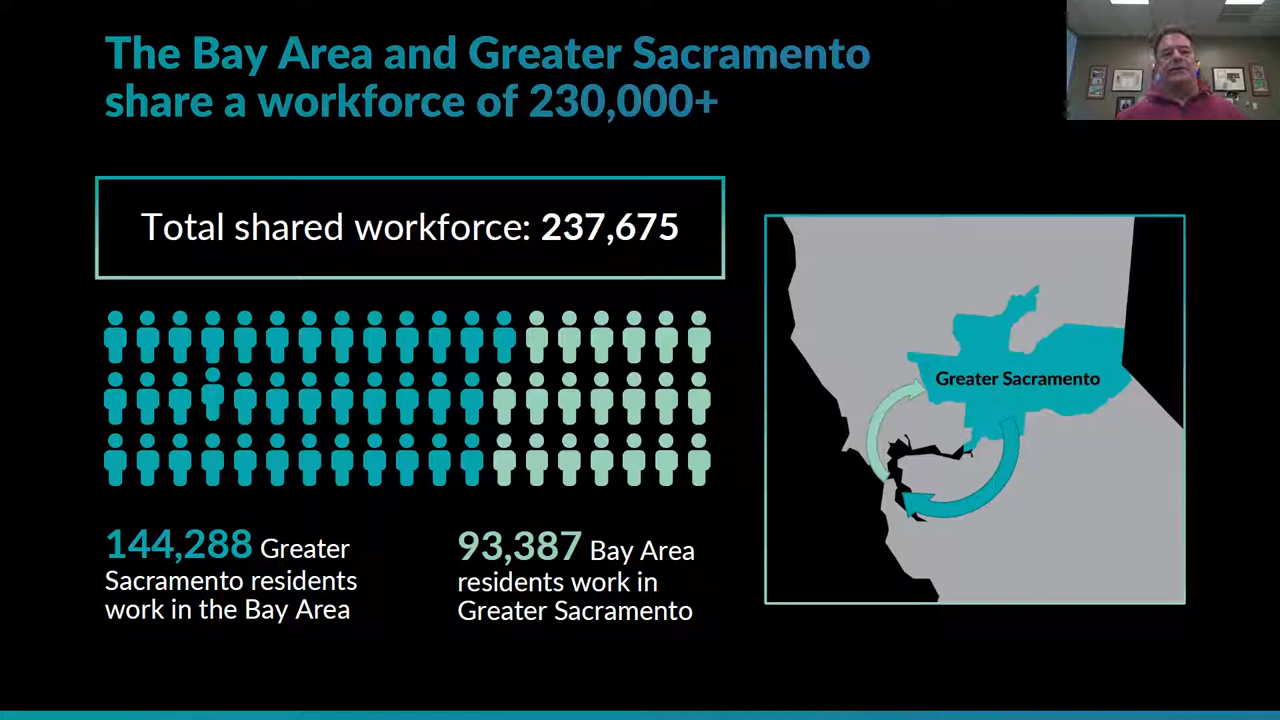 The Bay Area and Greater Sacramento
share a workforce of 230,000+
Total shared workforce: 237,675
Greater Sacramento
144,288 Greater
Sacramento residents
work in the Bay Area
93,387 Bay Area
residents work in
Greater Sacramento